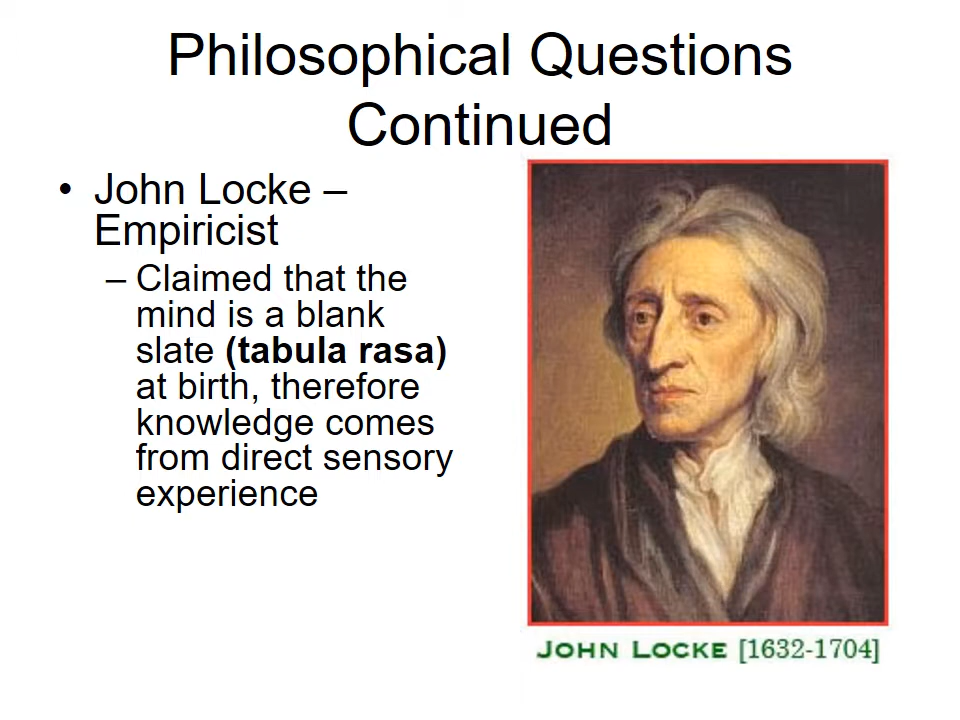 Philosophical Questions
Continued
• John Locke –
Empiricist
– Claimed that the
mind is a blank
slate (tabula rasa)
at birth, therefore
knowledge comes
from direct sensory
experience
JOHN LOCKE [1632-1704]